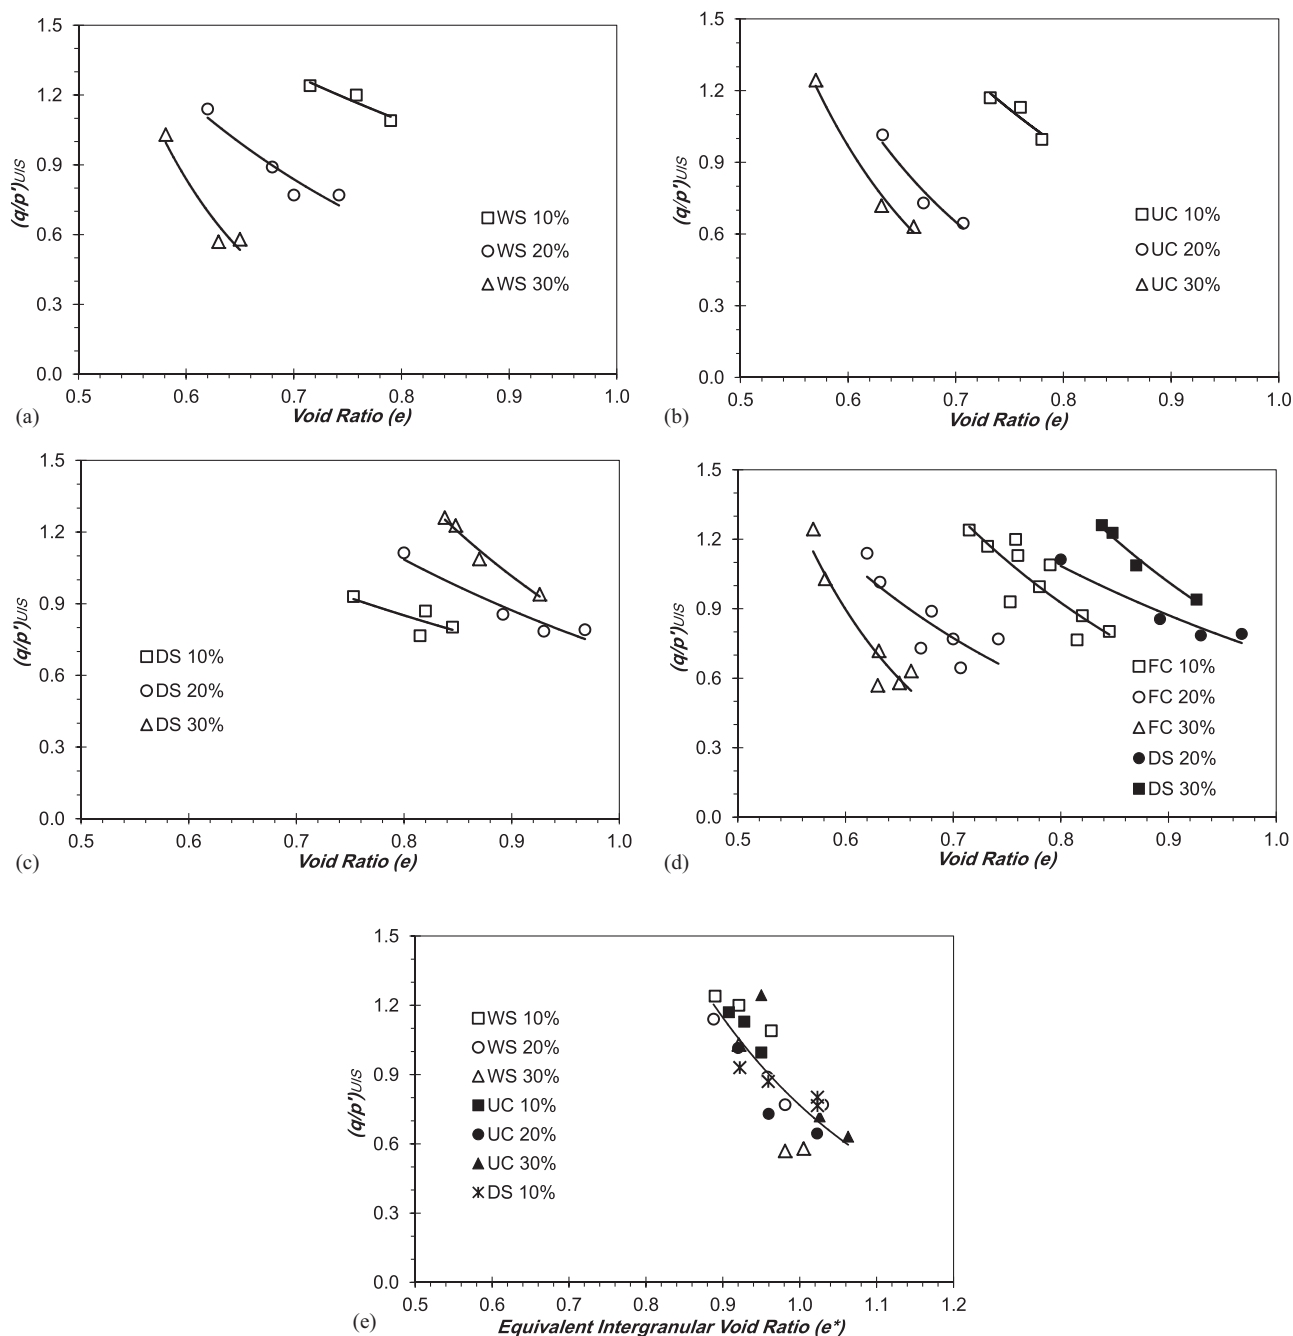 1.5
1.2
0.9
0.6
0.3
0.0
(q/p')UIS
WS 10%
WS 20%
WS 30%
0.5 0.6 0.7 0.8 0.9 1.0
(a)
Void Ratio (e)
1.5
1.2
0.9
0.6
0.3
0.0
(q/p')UIS
UC 10%
UC 20%
UC 30%
0.5 0.6 0.7 0.8 0.9 1.0
(b)
Void Ratio (e)
1.5
1.2
0.9
0.6
0.3
0.0
(q/p')UIS
DS 10%
DS 20%
DS 30%
0.5 0.6 0.7 0.8 0.9 1.0
(c)
Void Ratio (e)
1.5
1.2
0.9
0.6
0.3
0.0
(q/p')UIS
FC 10%
FC 20%
FC 30%
DS 20%
DS 30%
0.5 0.6 0.7 0.8 0.9 1.0
(d)
Void Ratio (e)
1.5
1.2
0.9
0.6
0.3
0.0
(q/p')UIS
WS 10%
WS 20%
WS 30%
UC 10%
UC 20%
UC 30%
DS 10%
0.5 0.6 0.7 0.8 0.9 1.0 1.1 1.2
(e)
Equivalent Intergranular Void Ratio (e*)